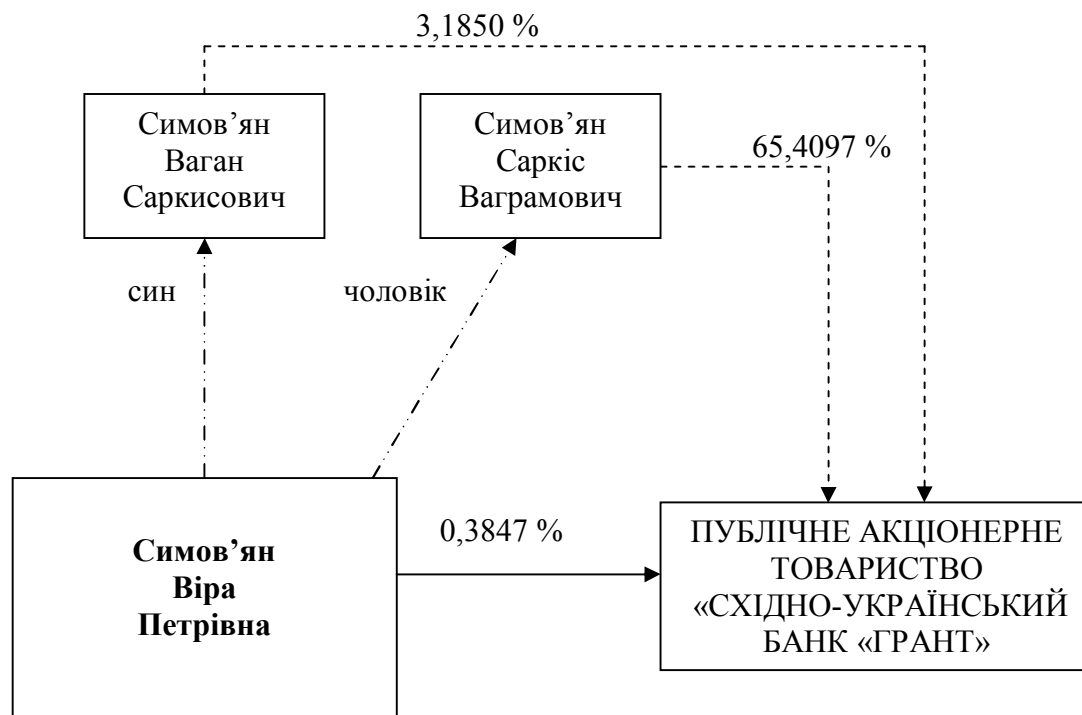 3,1850 %
Симов’ян
Ваган
Саркисович
Симов’ян
Саркіс
Ваграмович
65,4097 %
син
чоловік
Симов’ян
Віра
Петрівна
0,3847 %
ПУБЛІЧНЕ АКЦІОНЕРНЕ
ТОВАРИСТВО
«СХІДНО-УКРАЇНСЬКИЙ
БАНК «ГРАНТ»